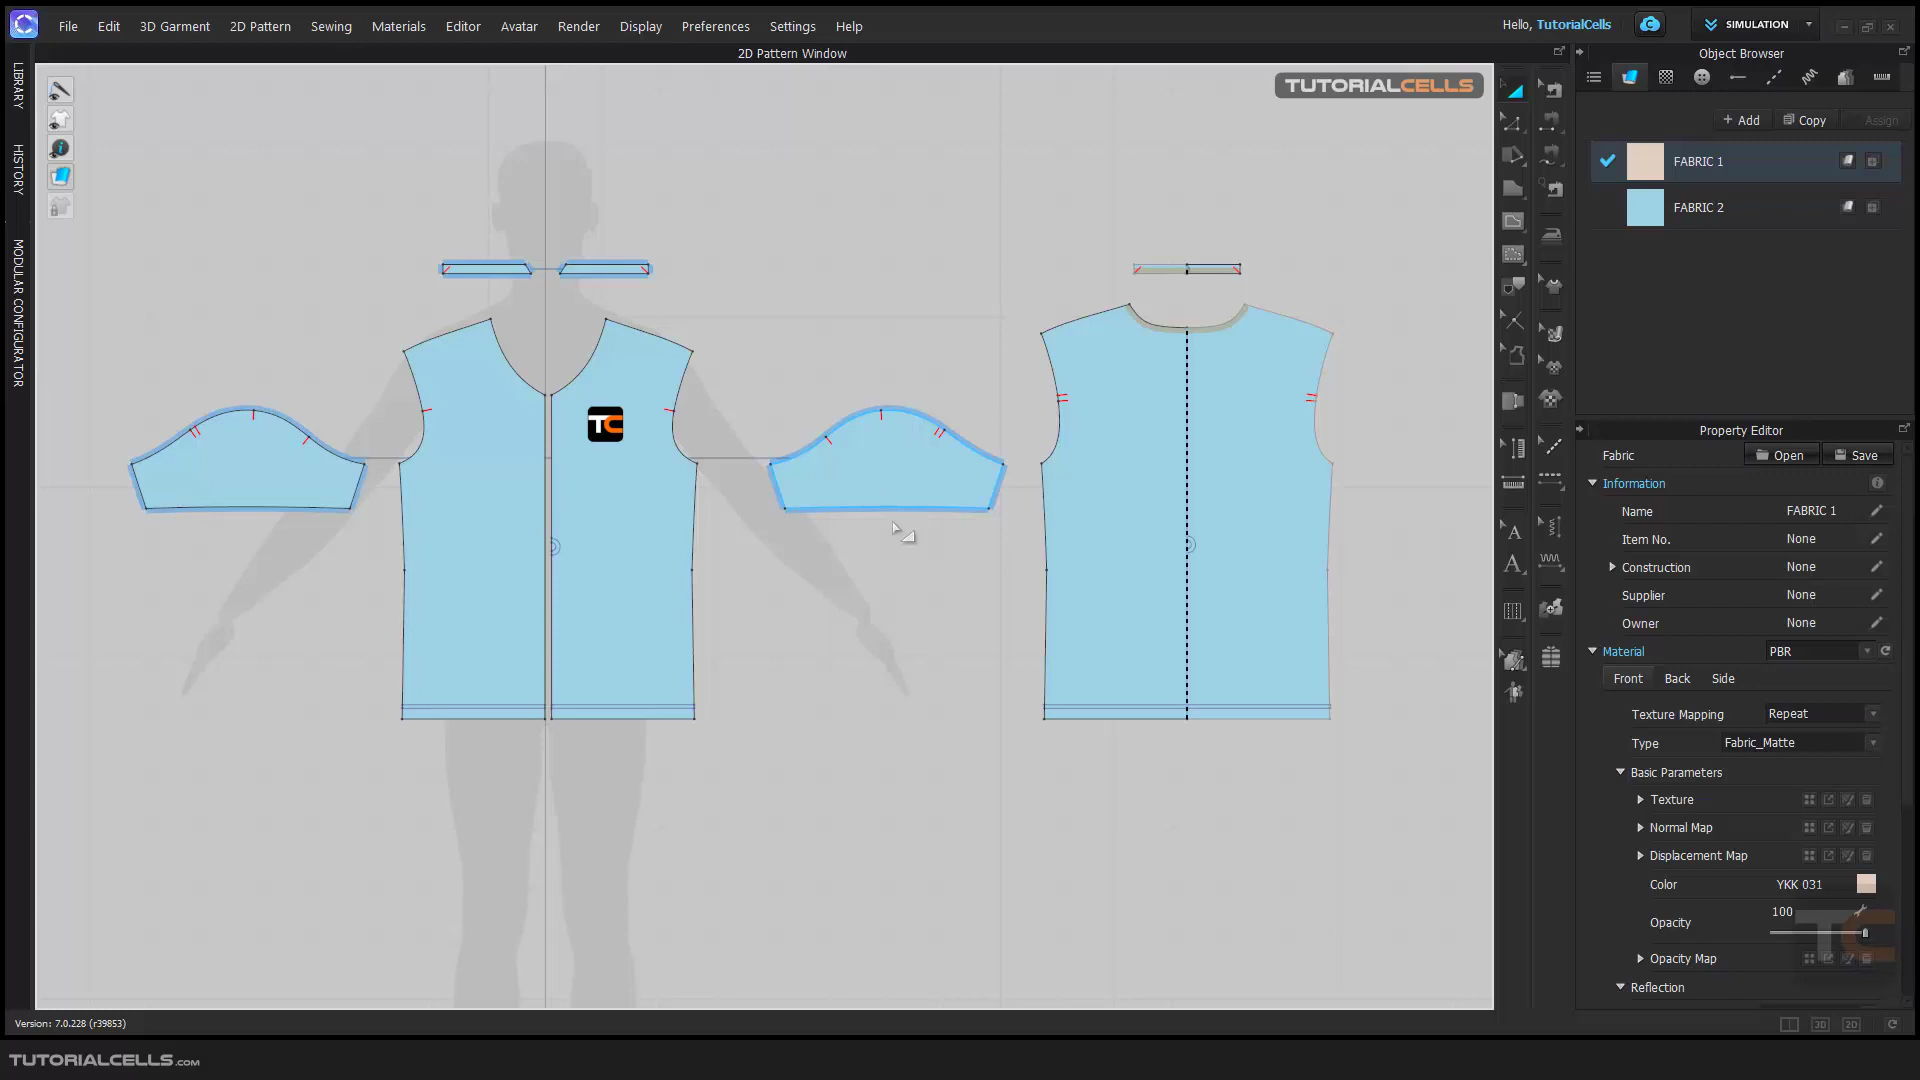 File Edit 3D Garment 2D Pattern Sewing Materials Editor Avatar Render Display Preferences Settings Help
Hello, TutorialCells
SIMULATION
2D Pattern Window
Object Browser
LIBRARY
HISTORY
MODULAR CONFIGURATOR
TUTORIALCELLS
TC
+ Add Copy Assign
FABRIC 1
FABRIC 2
Property Editor
Fabric Open Save
Information
Name FABRIC 1
Item No. None
Construction None
Supplier None
Owner None
Material PBR
Front Back Side
Texture Mapping Repeat
Type Fabric_Matte
Basic Parameters
Texture
Normal Map
Displacement Map
Color YKK 031
Opacity 100
Opacity Map
Reflection
TC
Version: 7.0.228 (r39853)
3D 2D
TUTORIALCELLS.com